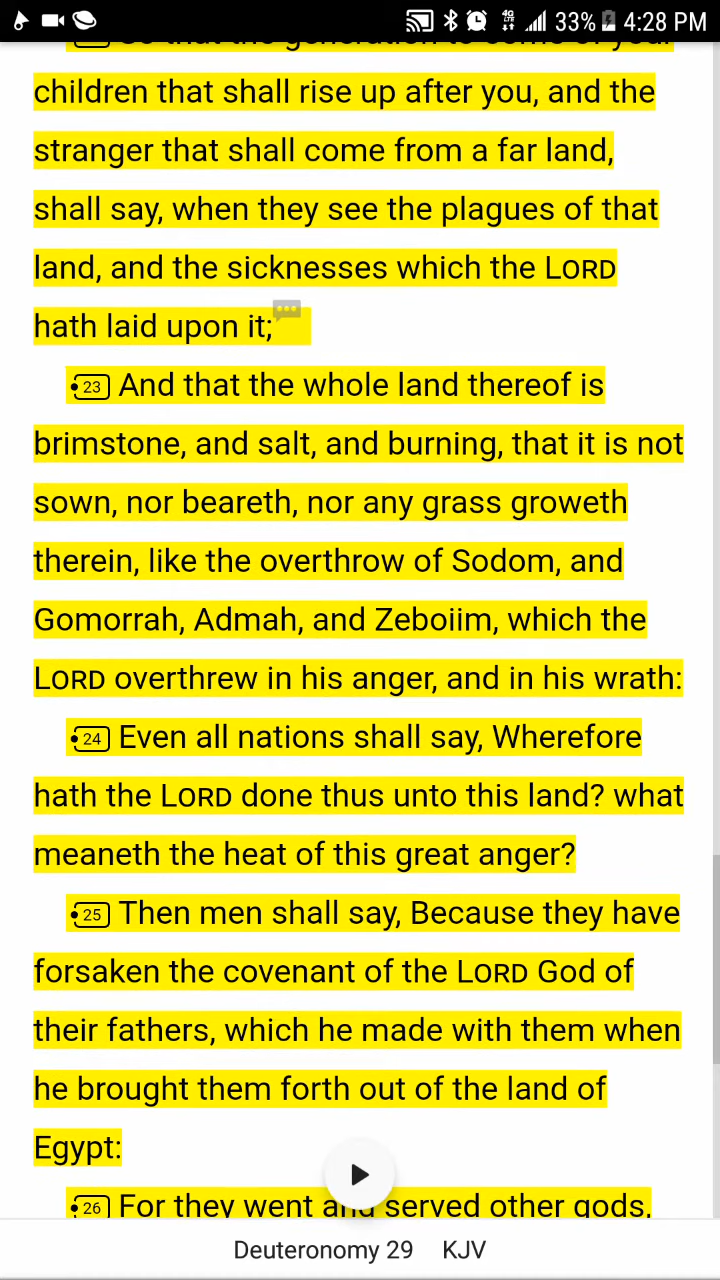 33% 4:28 PM
So that the generation to come of your
children that shall rise up after you, and the
stranger that shall come from a far land,
shall say, when they see the plagues of that
land, and the sicknesses which the LORD
hath laid upon it;
23 And that the whole land thereof is
brimstone, and salt, and burning, that it is not
sown, nor beareth, nor any grass groweth
therein, like the overthrow of Sodom, and
Gomorrah, Admah, and Zeboiim, which the
LORD overthrew in his anger, and in his wrath:
24 Even all nations shall say, Wherefore
hath the LORD done thus unto this land? what
meaneth the heat of this great anger?
25 Then men shall say, Because they have
forsaken the covenant of the LORD God of
their fathers, which he made with them when
he brought them forth out of the land of
Egypt:
26 For they went and served other gods,
Deuteronomy 29 KJV